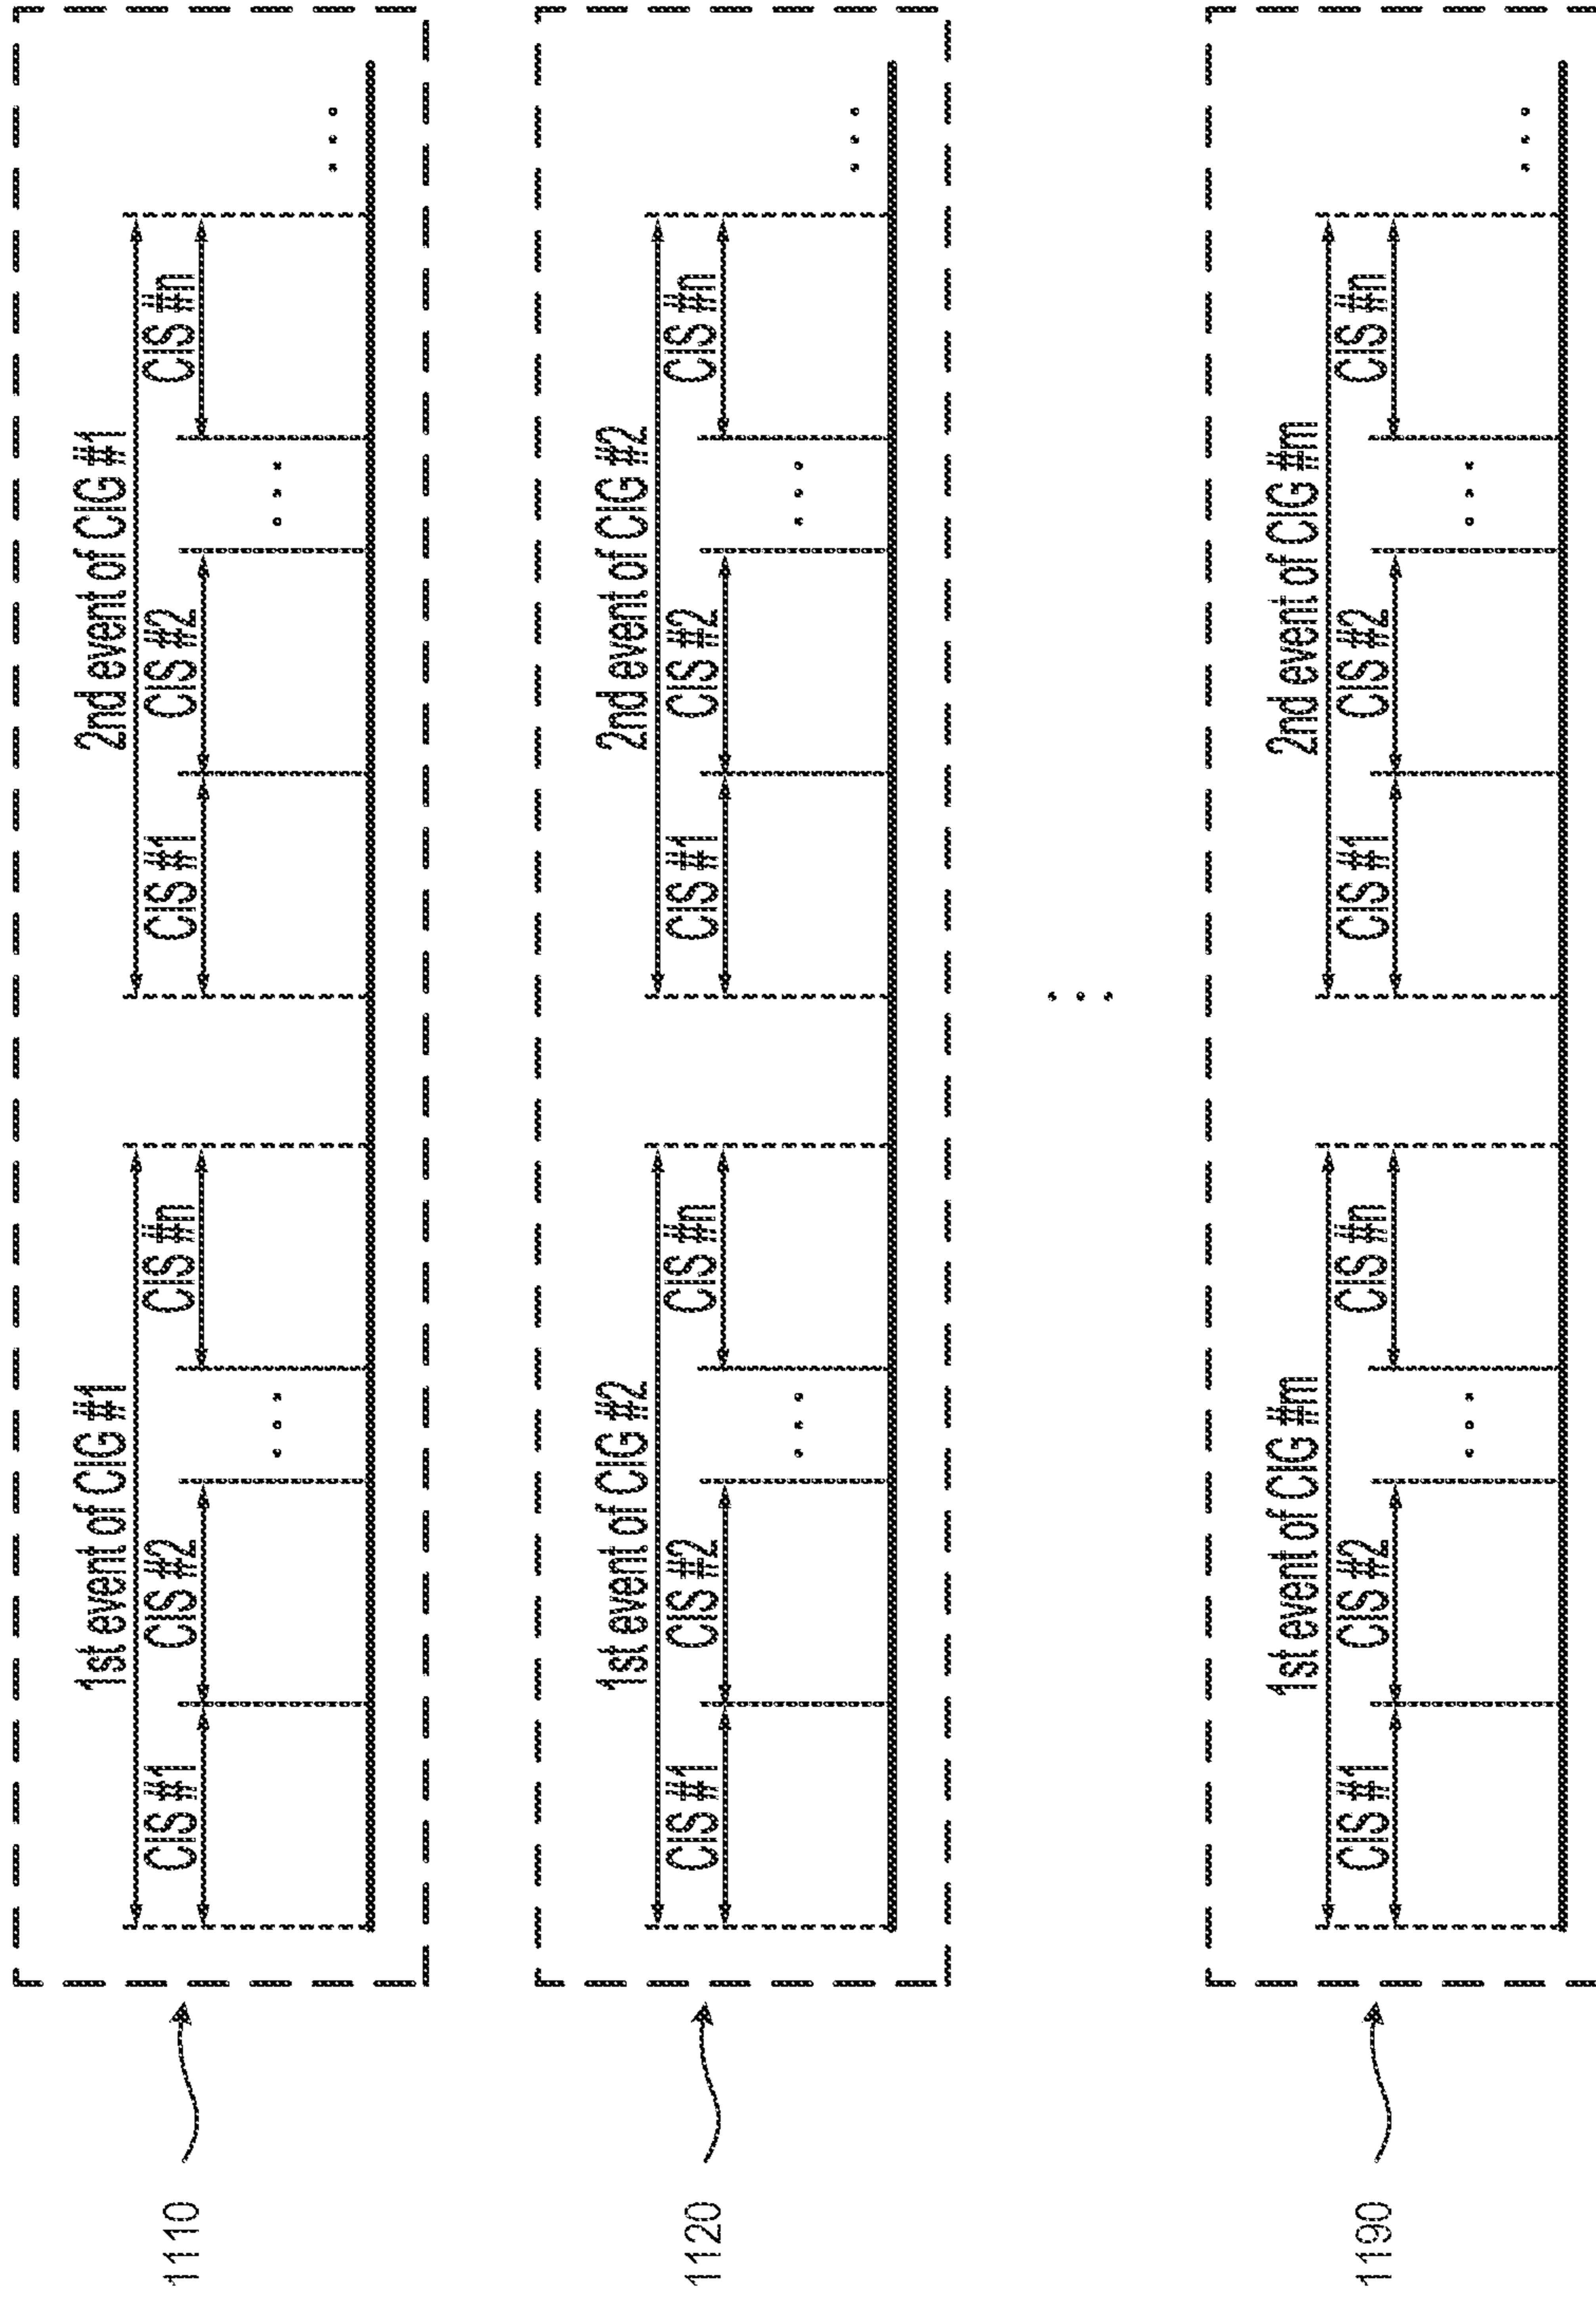 1110
1st event of CIG #1
2nd event of CIG #1
CIS #1
CIS #2
. . .
CIS #n
CIS #1
CIS #2
. . .
CIS #n
. . .
1120
1st event of CIG #2
2nd event of CIG #2
CIS #1
CIS #2
. . .
CIS #n
CIS #1
CIS #2
. . .
CIS #n
. . .
. . .
1190
1st event of CIG #m
2nd event of CIG #m
CIS #1
CIS #2
. . .
CIS #n
CIS #1
CIS #2
. . .
CIS #n
. . .